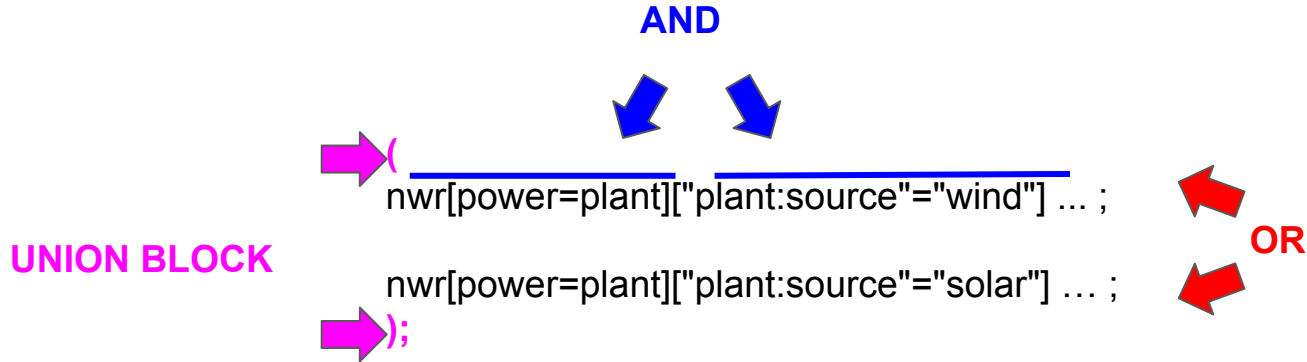 AND
(
nwr[power=plant]["plant:source"="wind"] ... ;
OR
UNION BLOCK
nwr[power=plant]["plant:source"="solar"] … ;
);